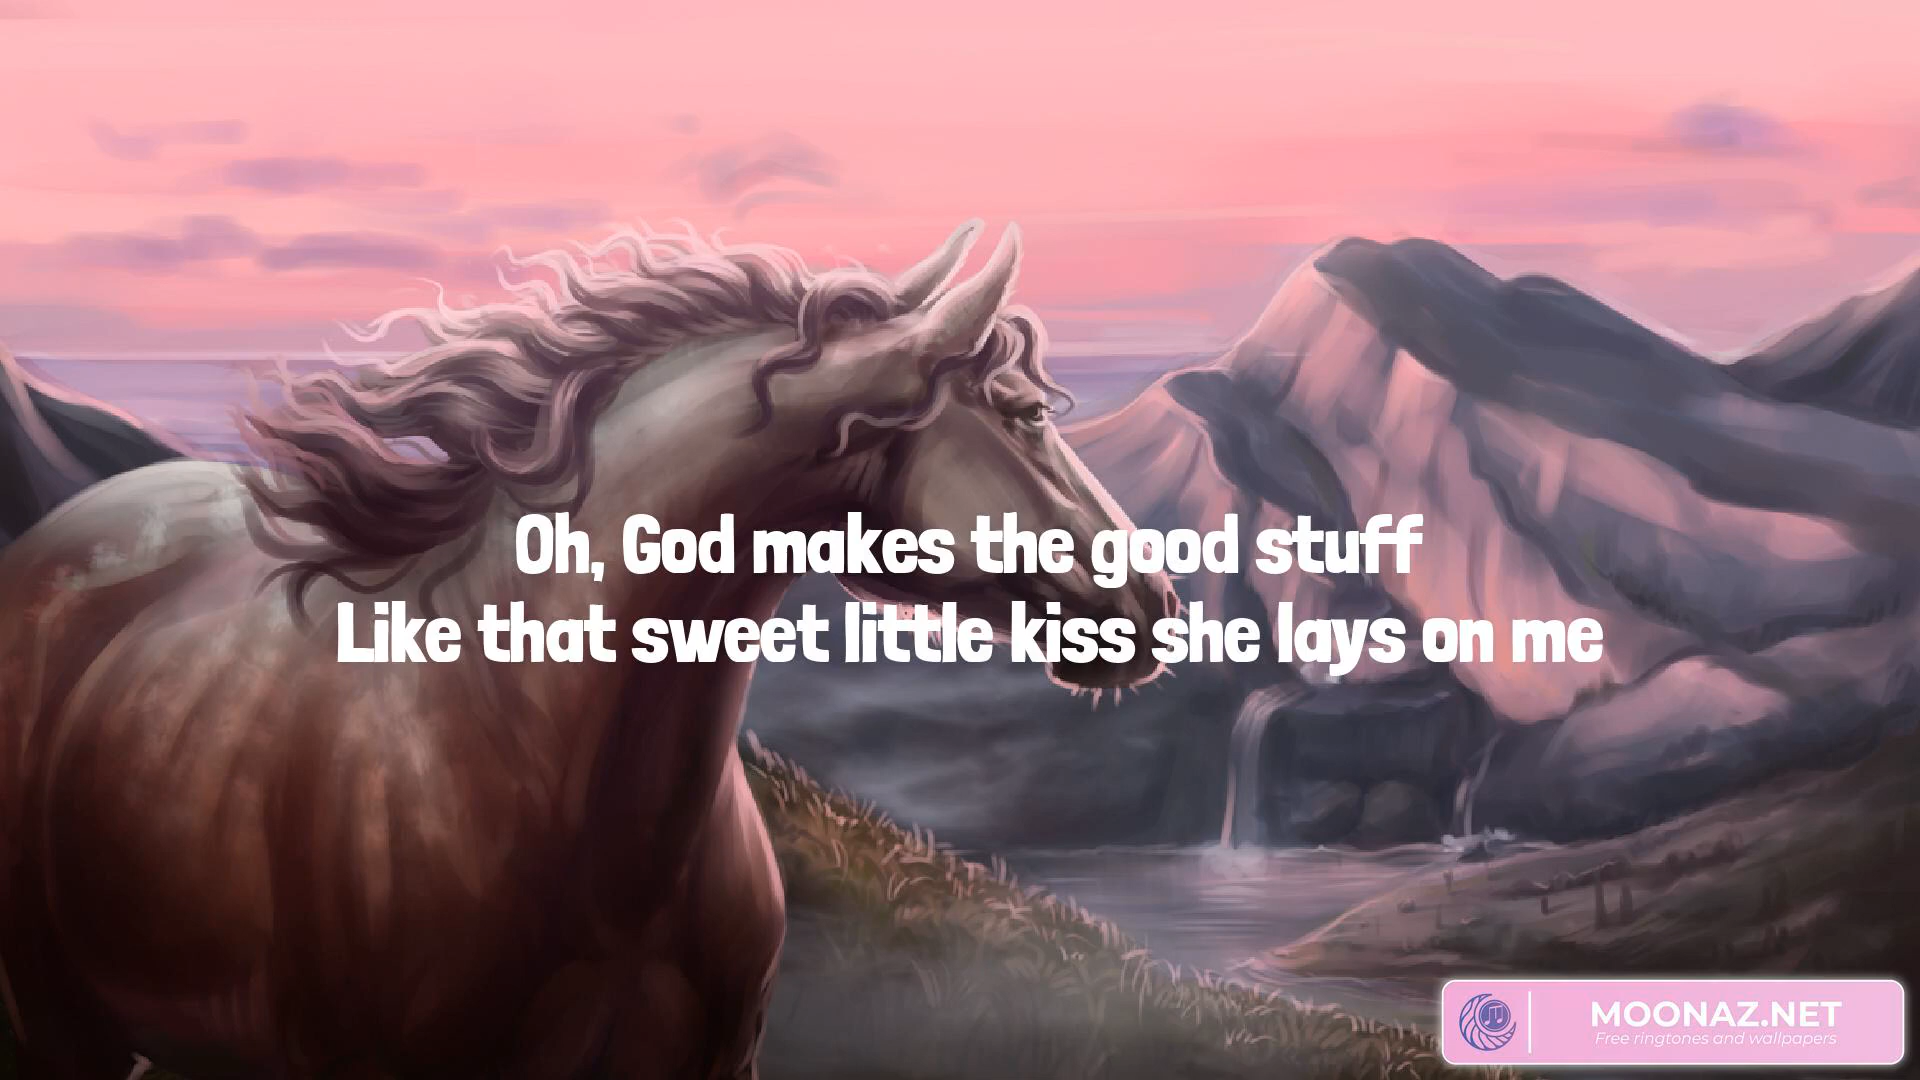 Oh, God makes the good stuff
Like that sweet little kiss she lays on me
MOONAZ.NET
Free ringtones and wallpapers